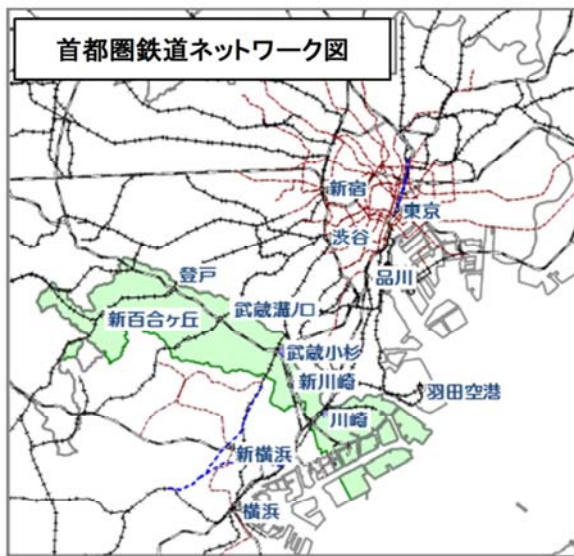 首都圏鉄道ネットワーク図
新宿
東京
渋谷
品川
登戸
武蔵溝ノ口
新百合ヶ丘
武蔵小杉
新川崎
羽田空港
川崎
新横浜
横浜